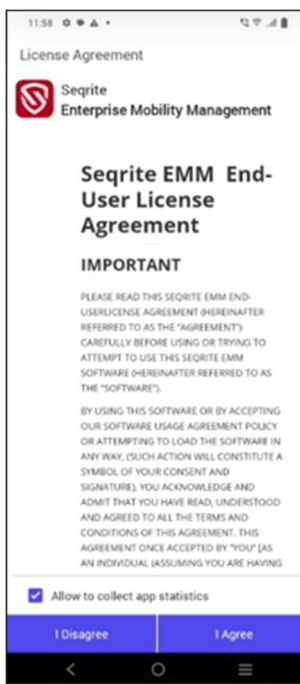 11:58
License Agreement
Seqrite
Enterprise Mobility Management
Seqrite EMM End-
User License
Agreement
IMPORTANT
PLEASE READ THIS SEQRITE EMM END-
USERLICENSE AGREEMENT (HEREINAFTER
REFERRED TO AS THE "AGREEMENT")
CAREFULLY BEFORE USING OR TRYING TO
ATTEMPT TO USE THIS SEQRITE EMM
SOFTWARE (HEREINAFTER REFERRED TO AS
THE "SOFTWARE").
BY USING THIS SOFTWARE OR BY ACCEPTING
OUR SOFTWARE USAGE AGREEMENT POLICY
OR ATTEMPTING TO LOAD THE SOFTWARE IN
ANY WAY, (SUCH ACTION WILL CONSTITUTE A
SYMBOL OF YOUR CONSENT AND
SIGNATURE), YOU ACKNOWLEDGE AND
ADMIT THAT YOU HAVE READ, UNDERSTOOD
AND AGREED TO ALL THE TERMS AND
CONDITIONS OF THIS AGREEMENT. THIS
AGREEMENT ONCE ACCEPTED BY "YOU" [AS
AN INDIVIDUAL (ASSUMING YOU ARE HAVING
Allow to collect app statistics
I Disagree
I Agree